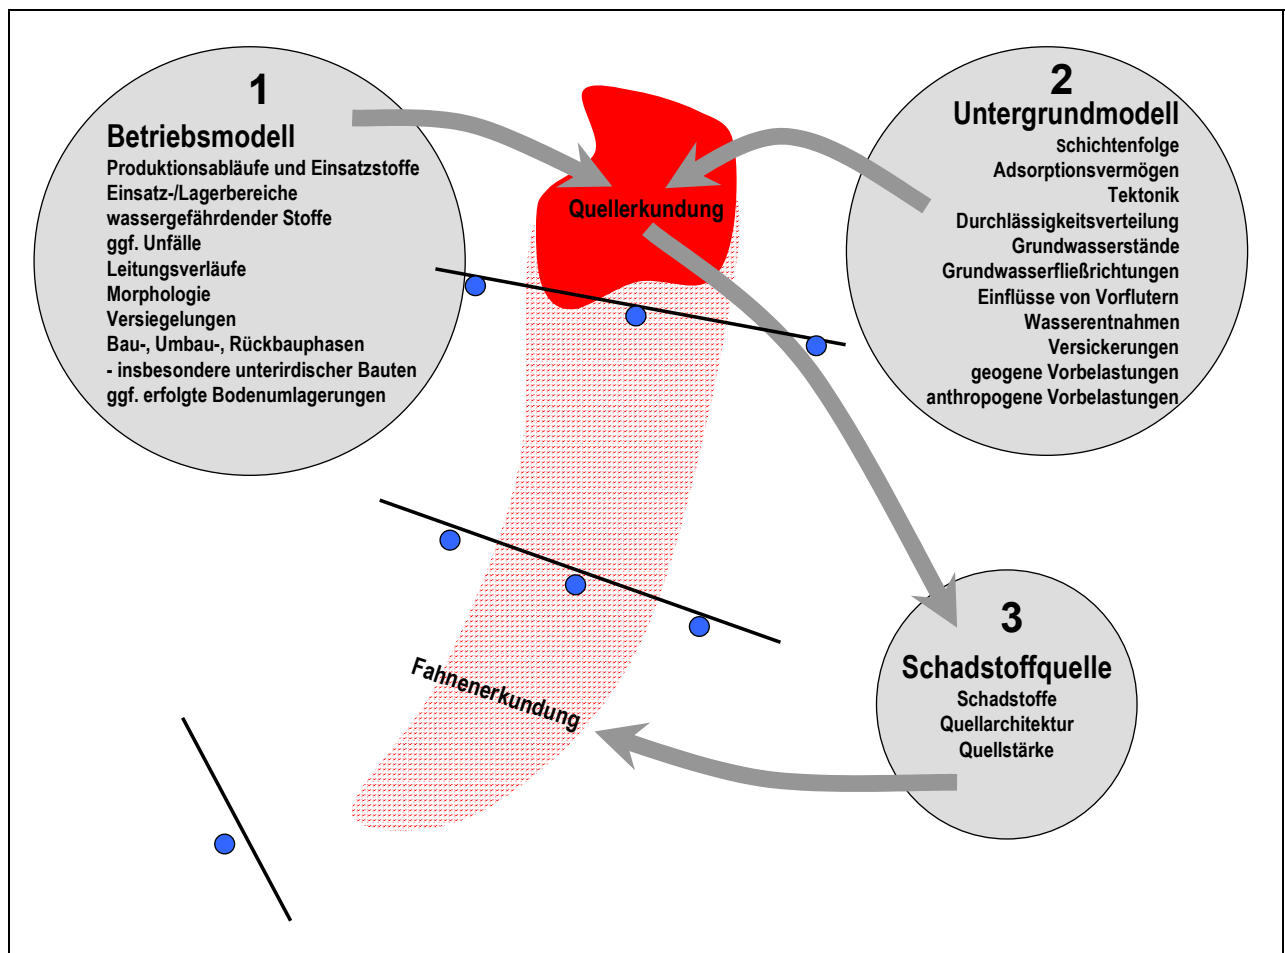 1
Betriebsmodell
Produktionsabläufe und Einsatzstoffe
Einsatz-/Lagerbereiche
wassergefährdender Stoffe
ggf. Unfälle
Leitungsverläufe
Morphologie
Versiegelungen
Bau-, Umbau-, Rückbauphasen
- insbesondere unterirdischer Bauten
ggf. erfolgte Bodenumlagerungen
Quellerkundung
2
Untergrundmodell
Schichtenfolge
Adsorptionsvermögen
Tektonik
Durchlässigkeitsverteilung
Grundwasserstände
Grundwasserfließrichtungen
Einflüsse von Vorflutern
Wasserentnahmen
Versickerungen
geogene Vorbelastungen
anthropogene Vorbelastungen
3
Schadstoffquelle
Schadstoffe
Quellarchitektur
Quellstärke
Fahnenerkundung